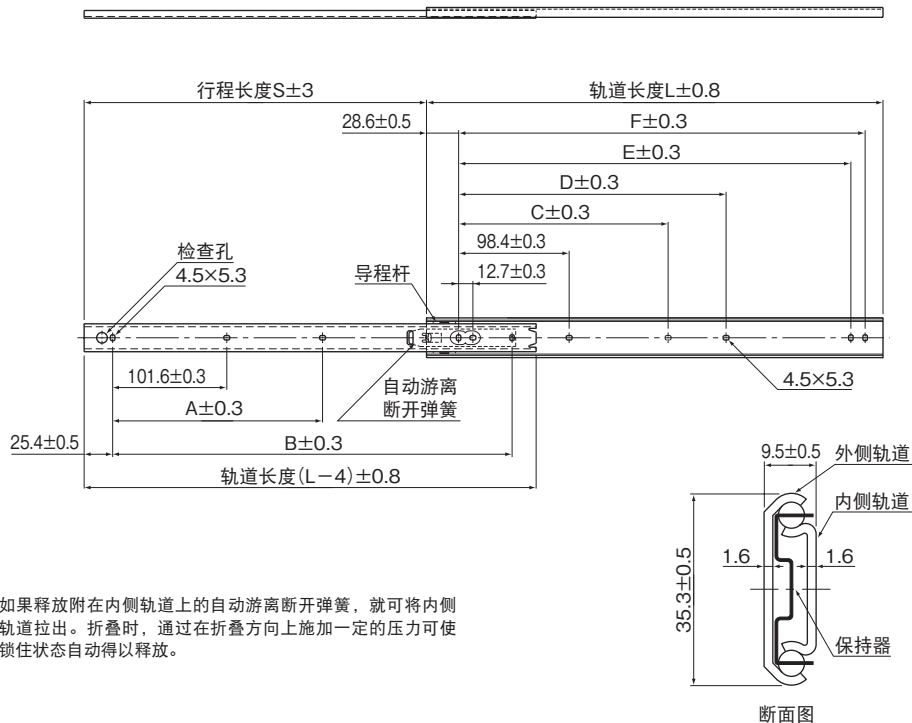 行程长度S±3
轨道长度L±0.8
28.6±0.5
F±0.3
E±0.3
D±0.3
C±0.3
98.4±0.3
12.7±0.3
检查孔
4.5×5.3
导程杆
101.6±0.3
自动游离
断开弹簧
4.5×5.3
A±0.3
25.4±0.5
B±0.3
轨道长度(L－4)±0.8
9.5±0.5
外侧轨道
内侧轨道
1.6
1.6
35.3±0.5
保持器
断面图
如果释放附在内侧轨道上的自动游离断开弹簧，就可将内侧
轨道拉出。折叠时，通过在折叠方向上施加一定的压力可使
锁住状态自动得以释放。